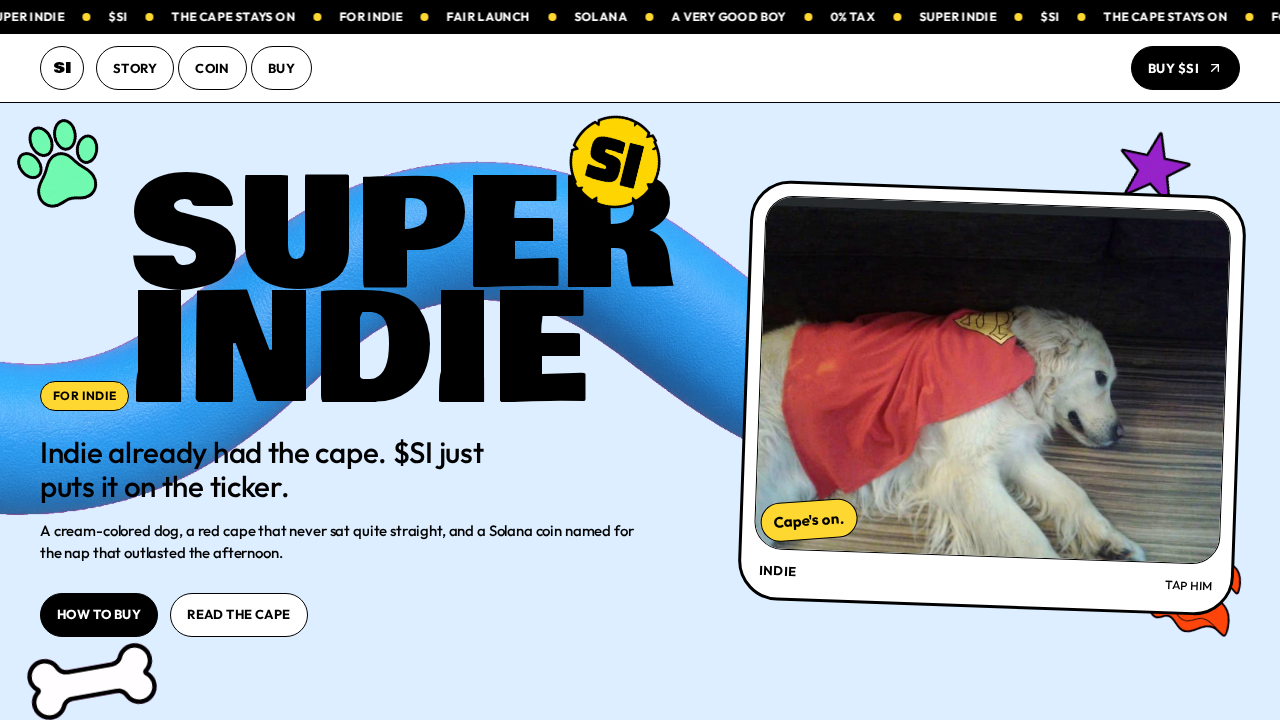 SUPER INDIE $SI THE CAPE STAYS ON FOR INDIE FAIR LAUNCH SOLANA A VERY GOOD BOY 0% TAX SUPER INDIE $SI THE CAPE STAYS ON
SI STORY COIN BUY BUY $SI
SI
SUPER
INDIE
FOR INDIE
Indie already had the cape. $SI just
puts it on the ticker.
A cream-colored dog, a red cape that never sat quite straight, and a Solana coin named for
the nap that outlasted the afternoon.
HOW TO BUY READ THE CAPE
Cape's on.
INDIE
TAP HIM